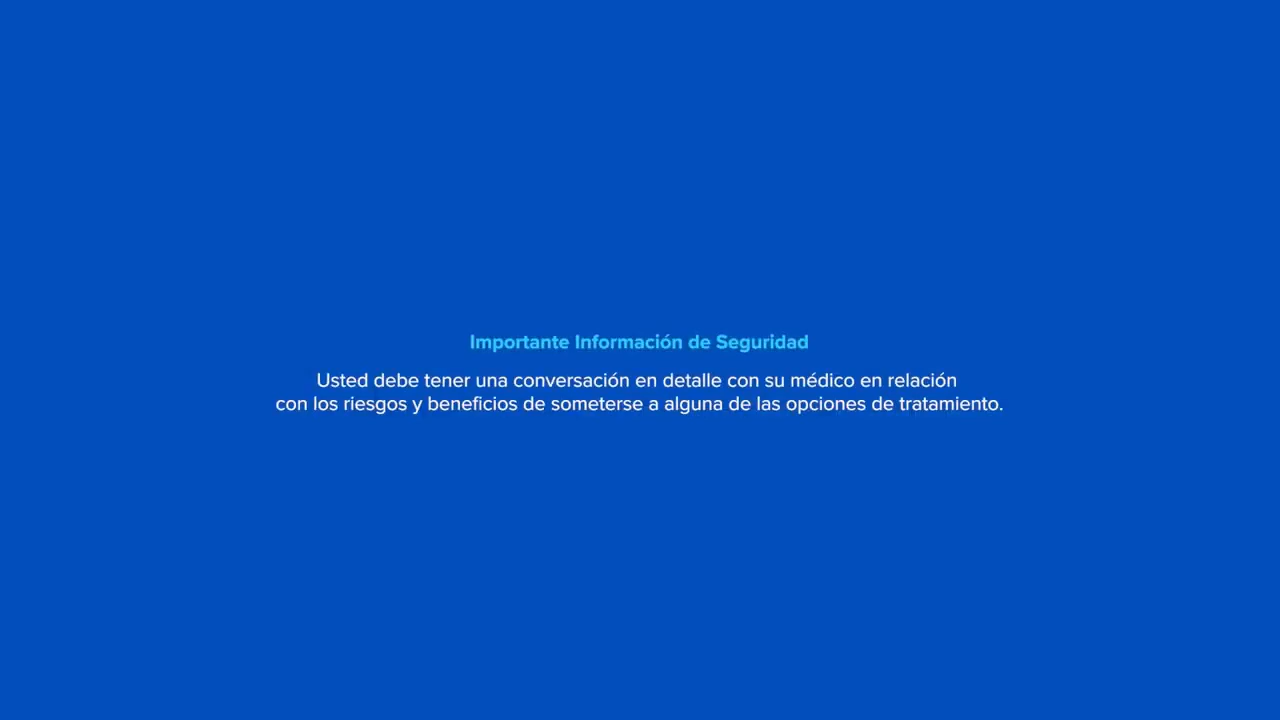 Importante Información de Seguridad
Usted debe tener una conversación en detalle con su médico en relación
con los riesgos y beneficios de someterse a alguna de las opciones de tratamiento.